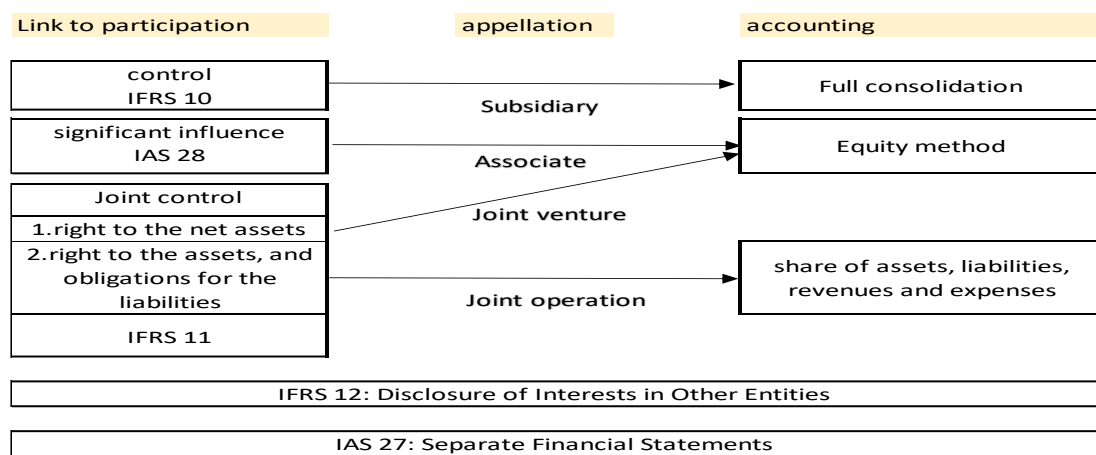 Link to participation
appellation
accounting
control
IFRS 10
Subsidiary
Full consolidation
significant influence
IAS 28
Associate
Equity method
Joint control
1.right to the net assets
Joint venture
2.right to the assets, and
obligations for the
liabilities
Joint operation
share of assets, liabilities,
revenues and expenses
IFRS 11
IFRS 12: Disclosure of Interests in Other Entities
IAS 27: Separate Financial Statements